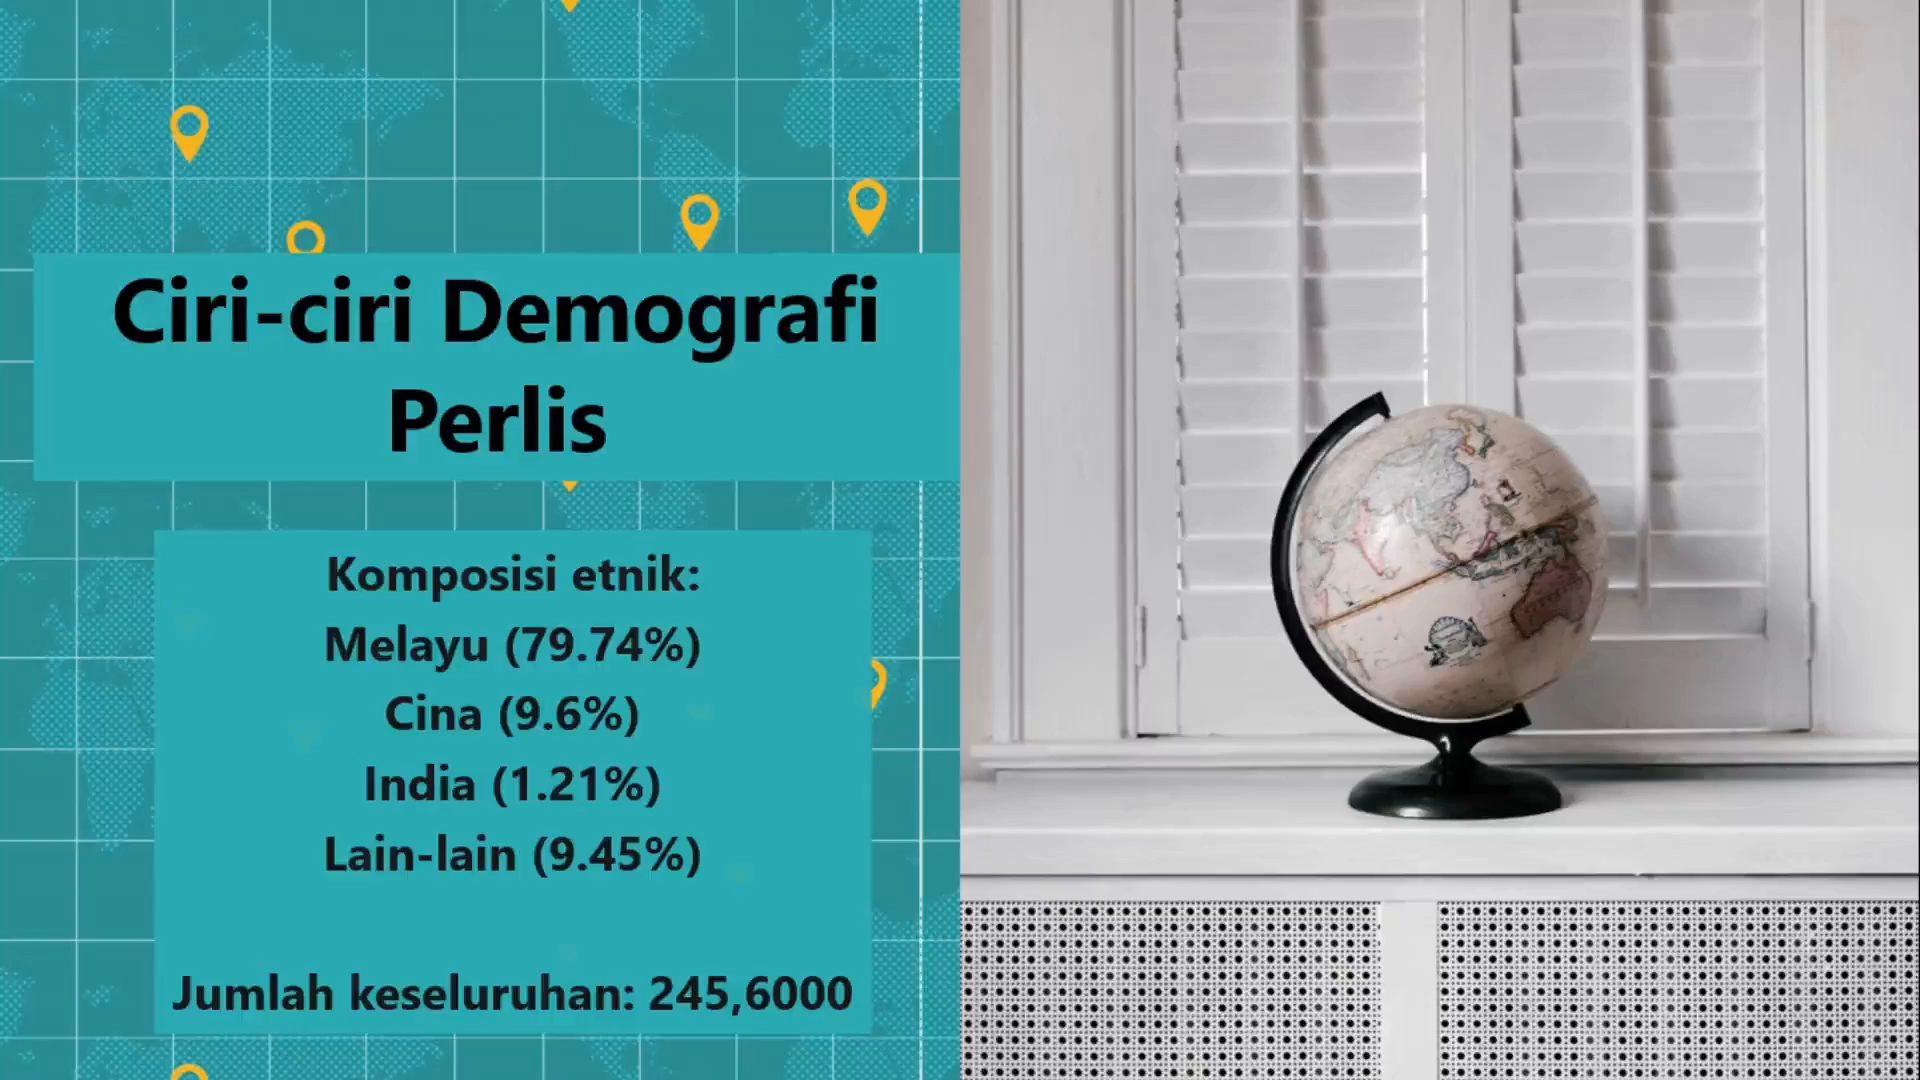 Ciri-ciri Demografi
Perlis
Komposisi etnik:
Melayu (79.74%)
Cina (9.6%)
India (1.21%)
Lain-lain (9.45%)
Jumlah keseluruhan: 245,6000